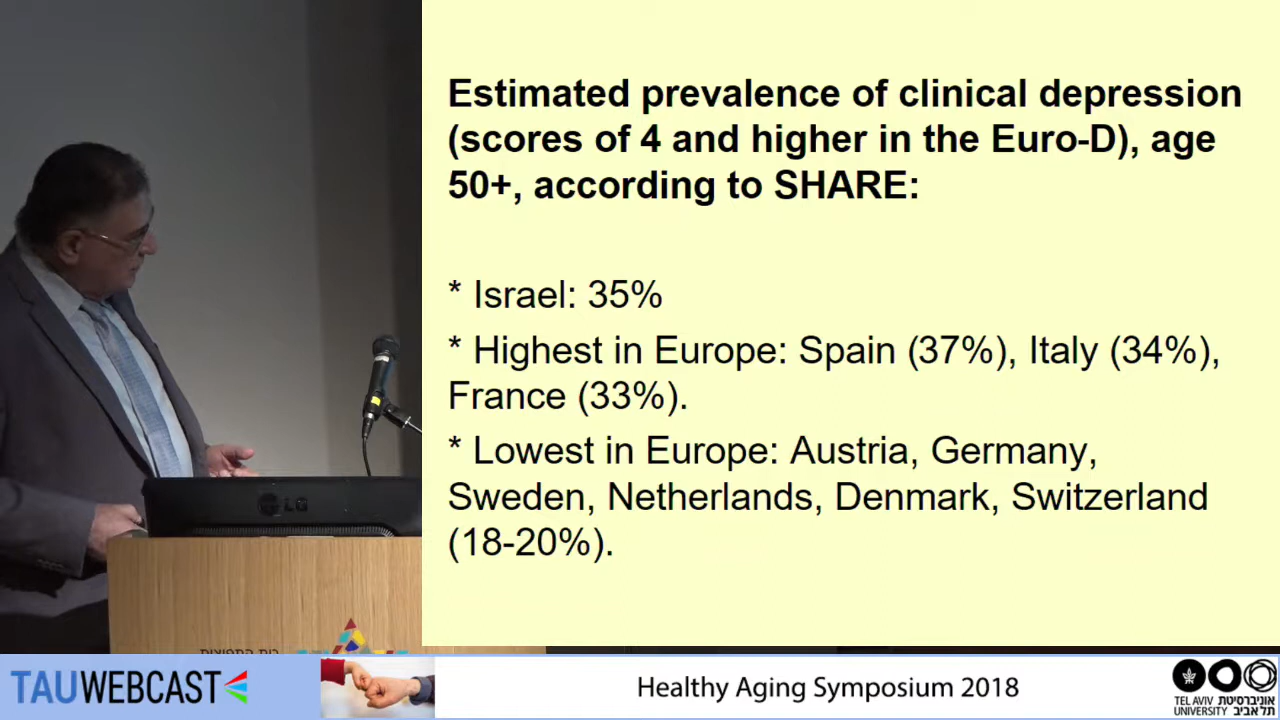 Estimated prevalence of clinical depression
(scores of 4 and higher in the Euro-D), age
50+, according to SHARE:
* Israel: 35%
* Highest in Europe: Spain (37%), Italy (34%),
France (33%).
* Lowest in Europe: Austria, Germany,
Sweden, Netherlands, Denmark, Switzerland
(18-20%).
LG
בית התפוצות
TAUWEBCAST
Healthy Aging Symposium 2018
TEL AVIV אוניברסיטת
UNIVERSITY תל אביב